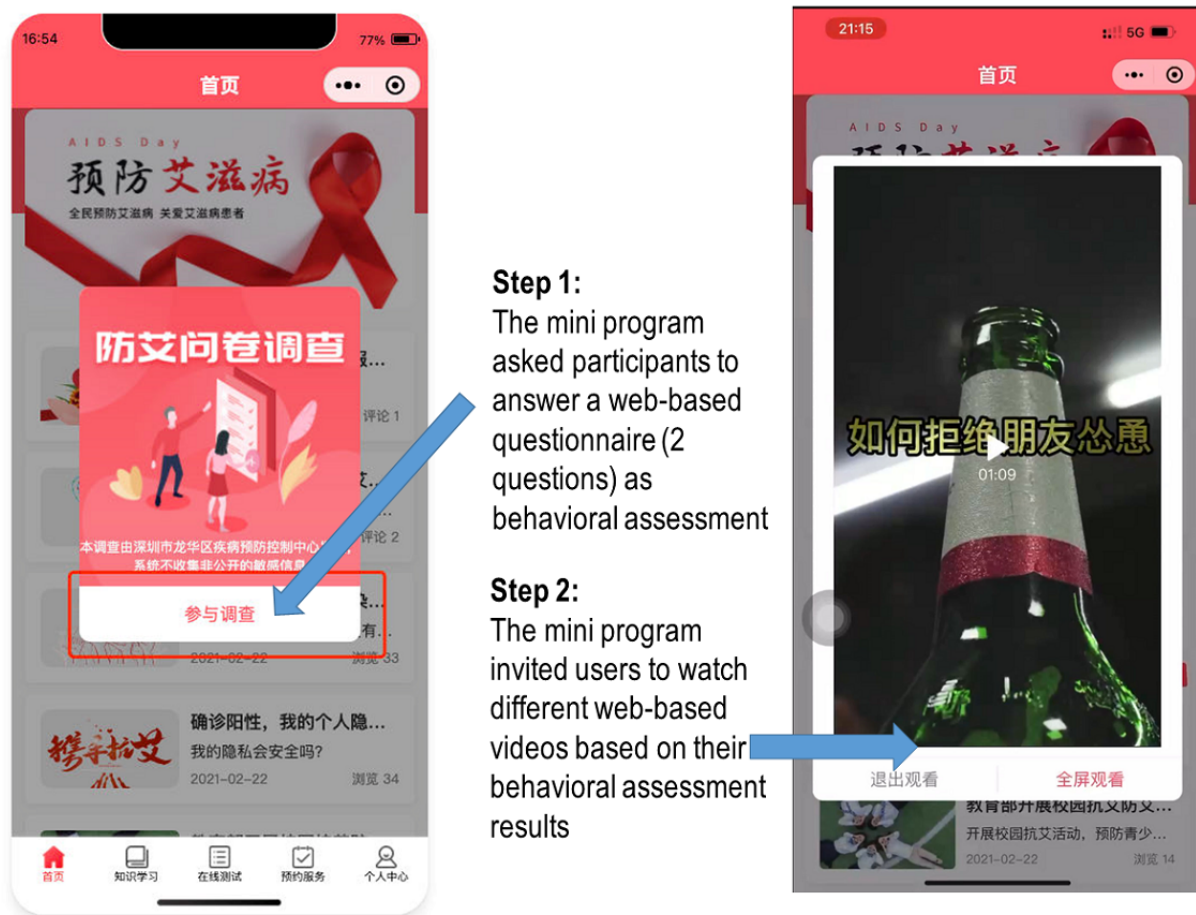 16:54
77%
首页
AIDS Day
预防艾滋病
全民预防艾滋病 关爱艾滋病患者
防艾问卷调查
评论 1
评论 2
本调查由深圳市龙华区疾病预防控制中心
系统不收集非公开的敏感信息
参与调查
有...
2021-02-22
浏览 33
携手抗艾
确诊阳性，我的个人隐...
我的隐私会安全吗？
2021-02-22
浏览 34
首页
知识学习
在线测试
预约服务
个人中心
Step 1:
The mini program
asked participants to
answer a web-based
questionnaire (2
questions) as
behavioral assessment
Step 2:
The mini program
invited users to watch
different web-based
videos based on their
behavioral assessment
results
21:15
5G
首页
AIDS Day
如何拒绝朋友怂恿
01:09
退出观看
全屏观看
教育部开展校园抗艾防艾...
开展校园抗艾活动，预防青少...
2021-02-22
浏览 14